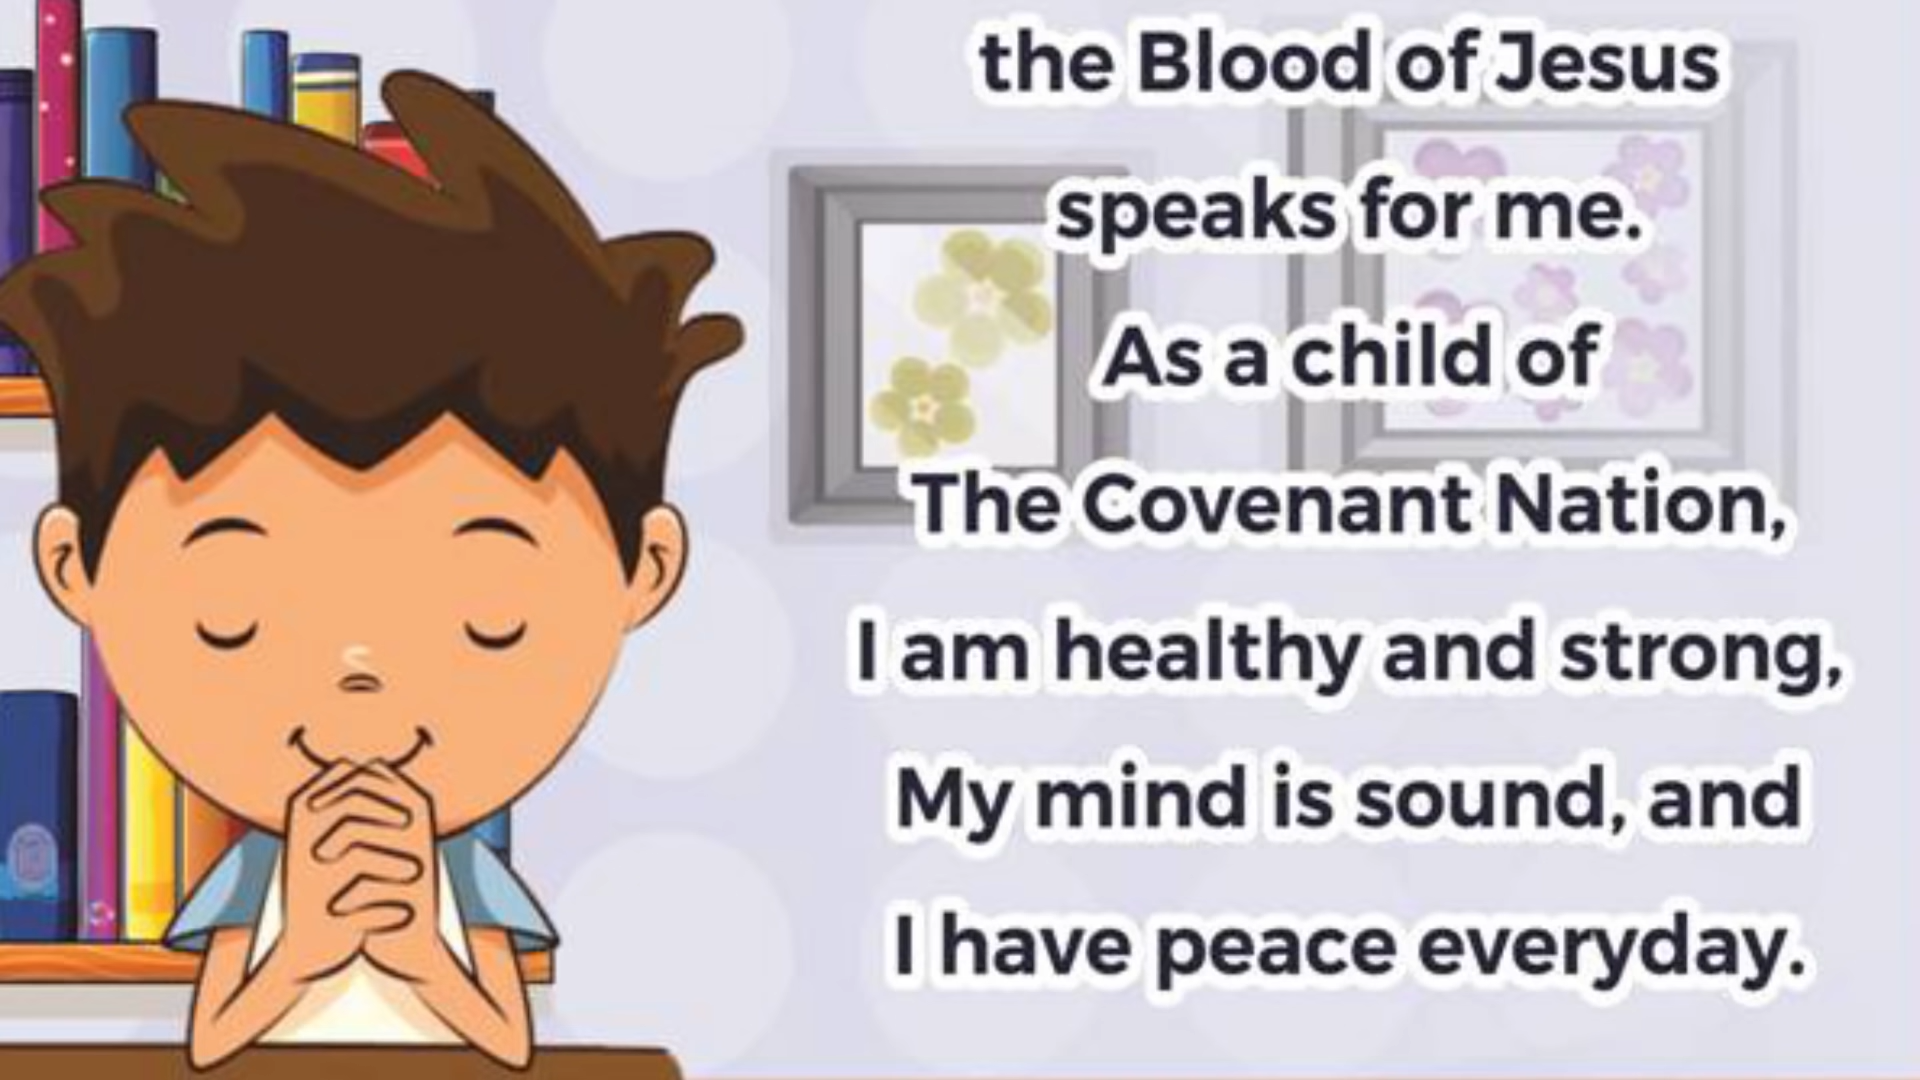 the Blood of Jesus
speaks for me.
As a child of
The Covenant Nation,
I am healthy and strong,
My mind is sound, and
I have peace everyday.